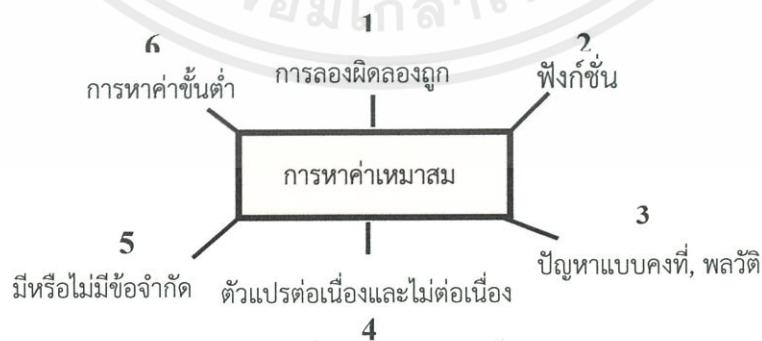 1
การลองผิดลองถูก
2
ฟังก์ชั่น
3
ปัญหาแบบคงที่, พลวัติ
4
ตัวแปรต่อเนื่องและไม่ต่อเนื่อง
5
มีหรือไม่มีข้อจำกัด
6
การหาค่าขั้นต่ำ
การหาค่าเหมาสม